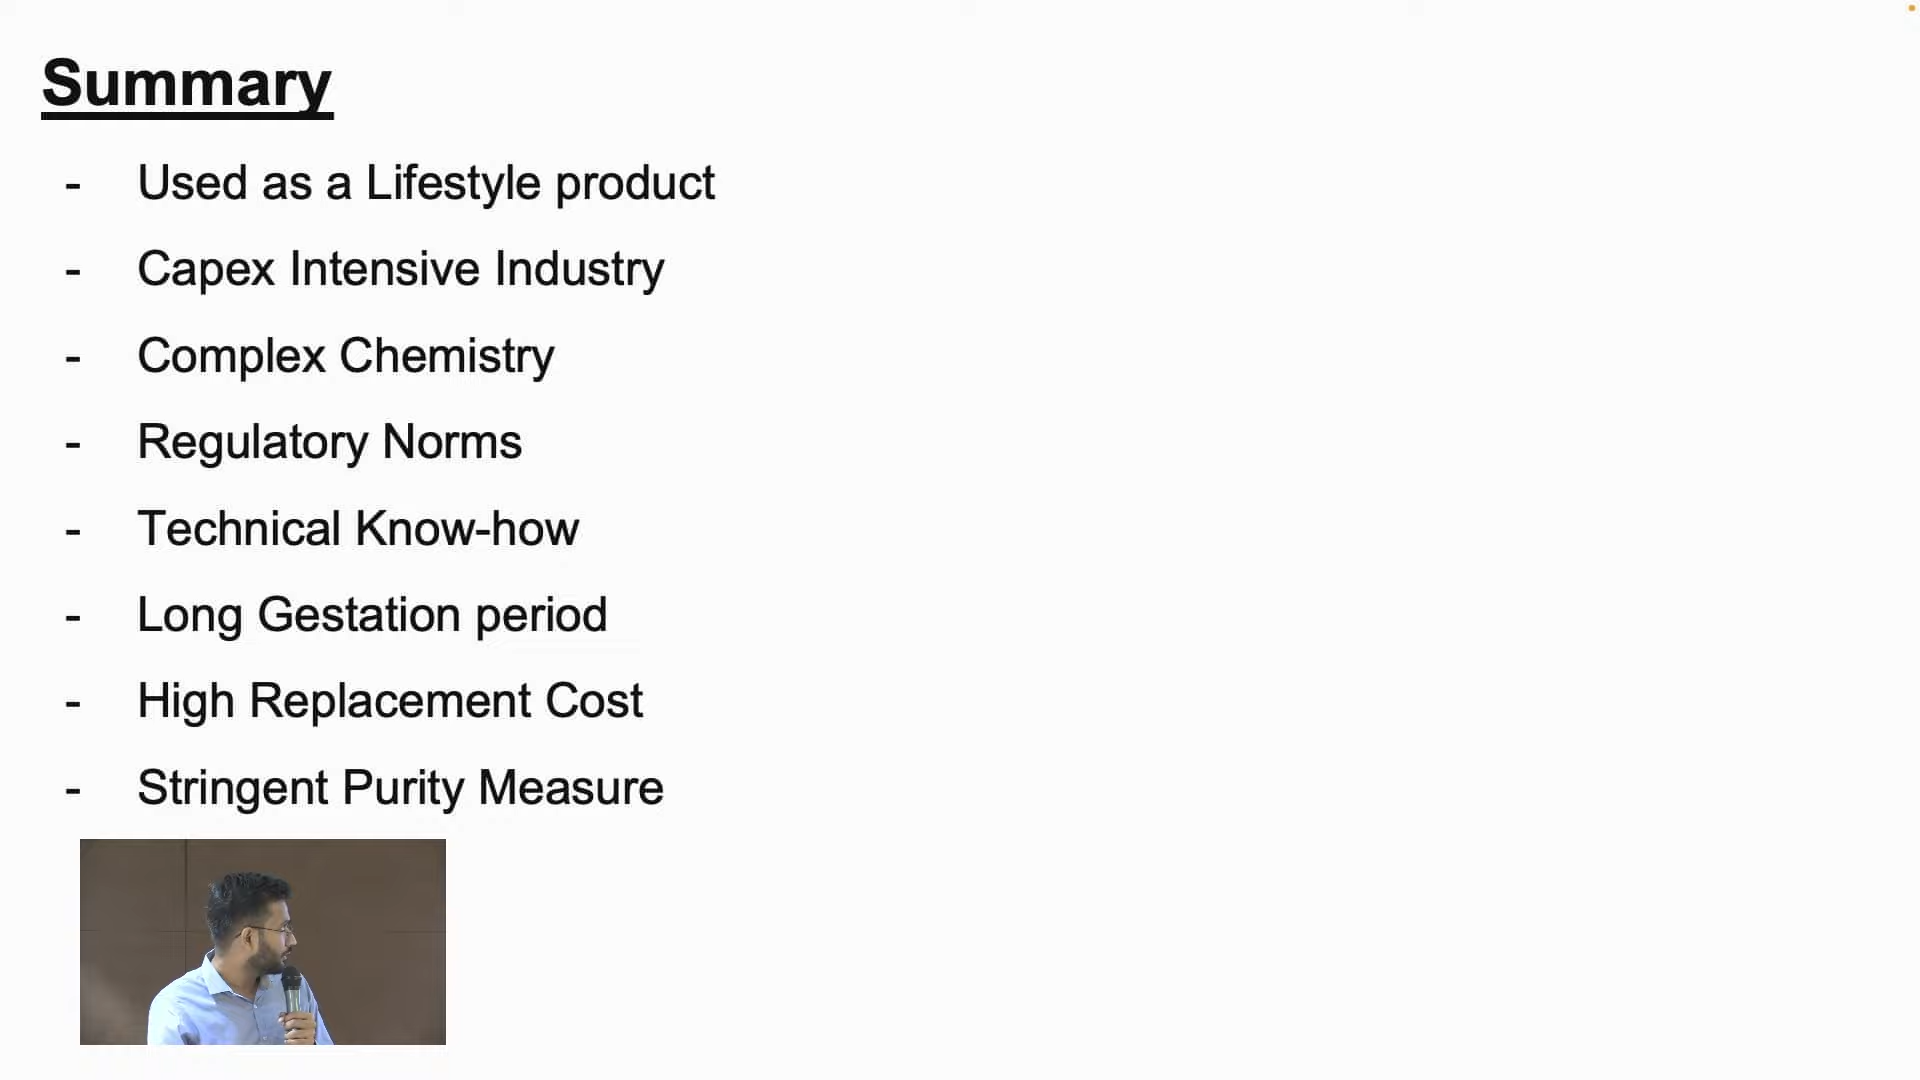 Summary
- Used as a Lifestyle product
- Capex Intensive Industry
- Complex Chemistry
- Regulatory Norms
- Technical Know-how
- Long Gestation period
- High Replacement Cost
- Stringent Purity Measure